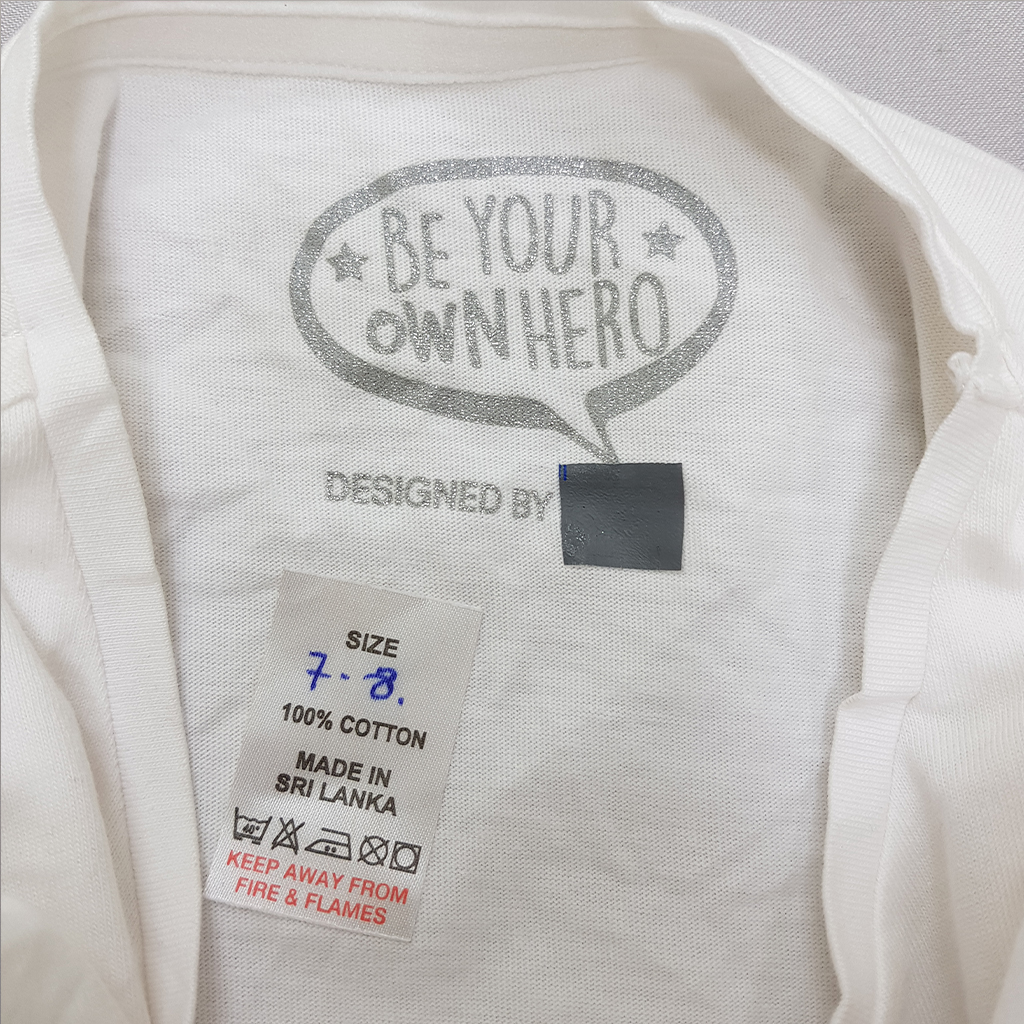 BE YOUR
OWN HERO
DESIGNED BY
SIZE
7-8.
100% COTTON
MADE IN
SRI LANKA
40°
KEEP AWAY FROM
FIRE & FLAMES